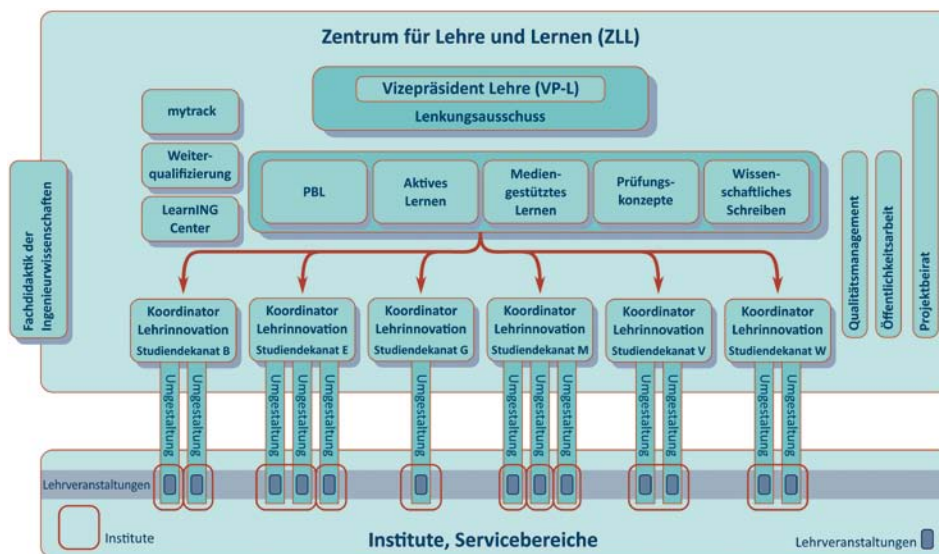 Zentrum für Lehre und Lernen (ZLL)
Vizepräsident Lehre (VP-L)
Lenkungsausschuss
mytrack
Weiter-
qualifizierung
LearnING
Center
Fachdidaktik der
Ingenieurwissenschaften
PBL
Aktives
Lernen
Medien-
gestütztes
Lernen
Prüfungs-
konzepte
Wissen-
schaftliches
Schreiben
Qualitätsmanagement
Öffentlichkeitsarbeit
Projektbeirat
Koordinator
Lehrinnovation
Studiendekanat B
Koordinator
Lehrinnovation
Studiendekanat E
Koordinator
Lehrinnovation
Studiendekanat G
Koordinator
Lehrinnovation
Studiendekanat M
Koordinator
Lehrinnovation
Studiendekanat V
Koordinator
Lehrinnovation
Studiendekanat W
Umgestaltung
Umgestaltung
Umgestaltung
Umgestaltung
Umgestaltung
Umgestaltung
Umgestaltung
Umgestaltung
Umgestaltung
Umgestaltung
Umgestaltung
Umgestaltung
Umgestaltung
Lehrveranstaltungen
Institute
Institute, Servicebereiche
Lehrveranstaltungen